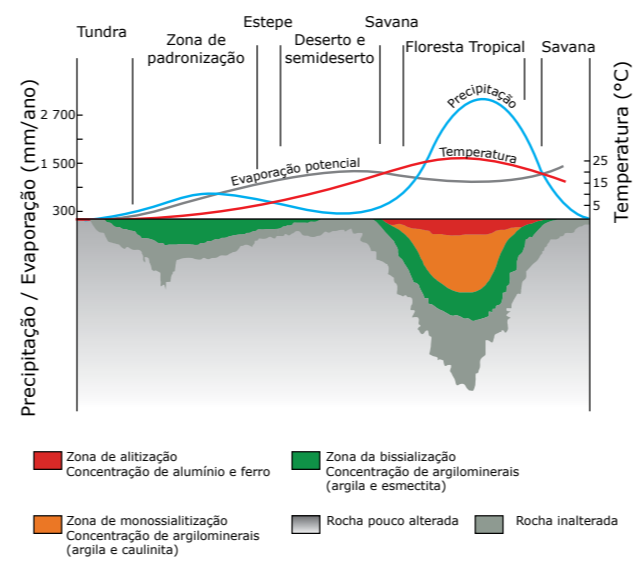 Tundra
Zona de
padronização
Estepe
Deserto e
semideserto
Savana
Floresta Tropical
Savana
Precipitação / Evaporação (mm/ano)
2 700
1 500
300
Precipitação
Temperatura
Evaporação potencial
25
15
5
Temperatura (°C)
Zona de alitização
Concentração de alumínio e ferro
Zona da bissialização
Concentração de argilominerais
(argila e esmectita)
Zona de monossialitização
Concentração de argilominerais
(argila e caulinita)
Rocha pouco alterada
Rocha inalterada